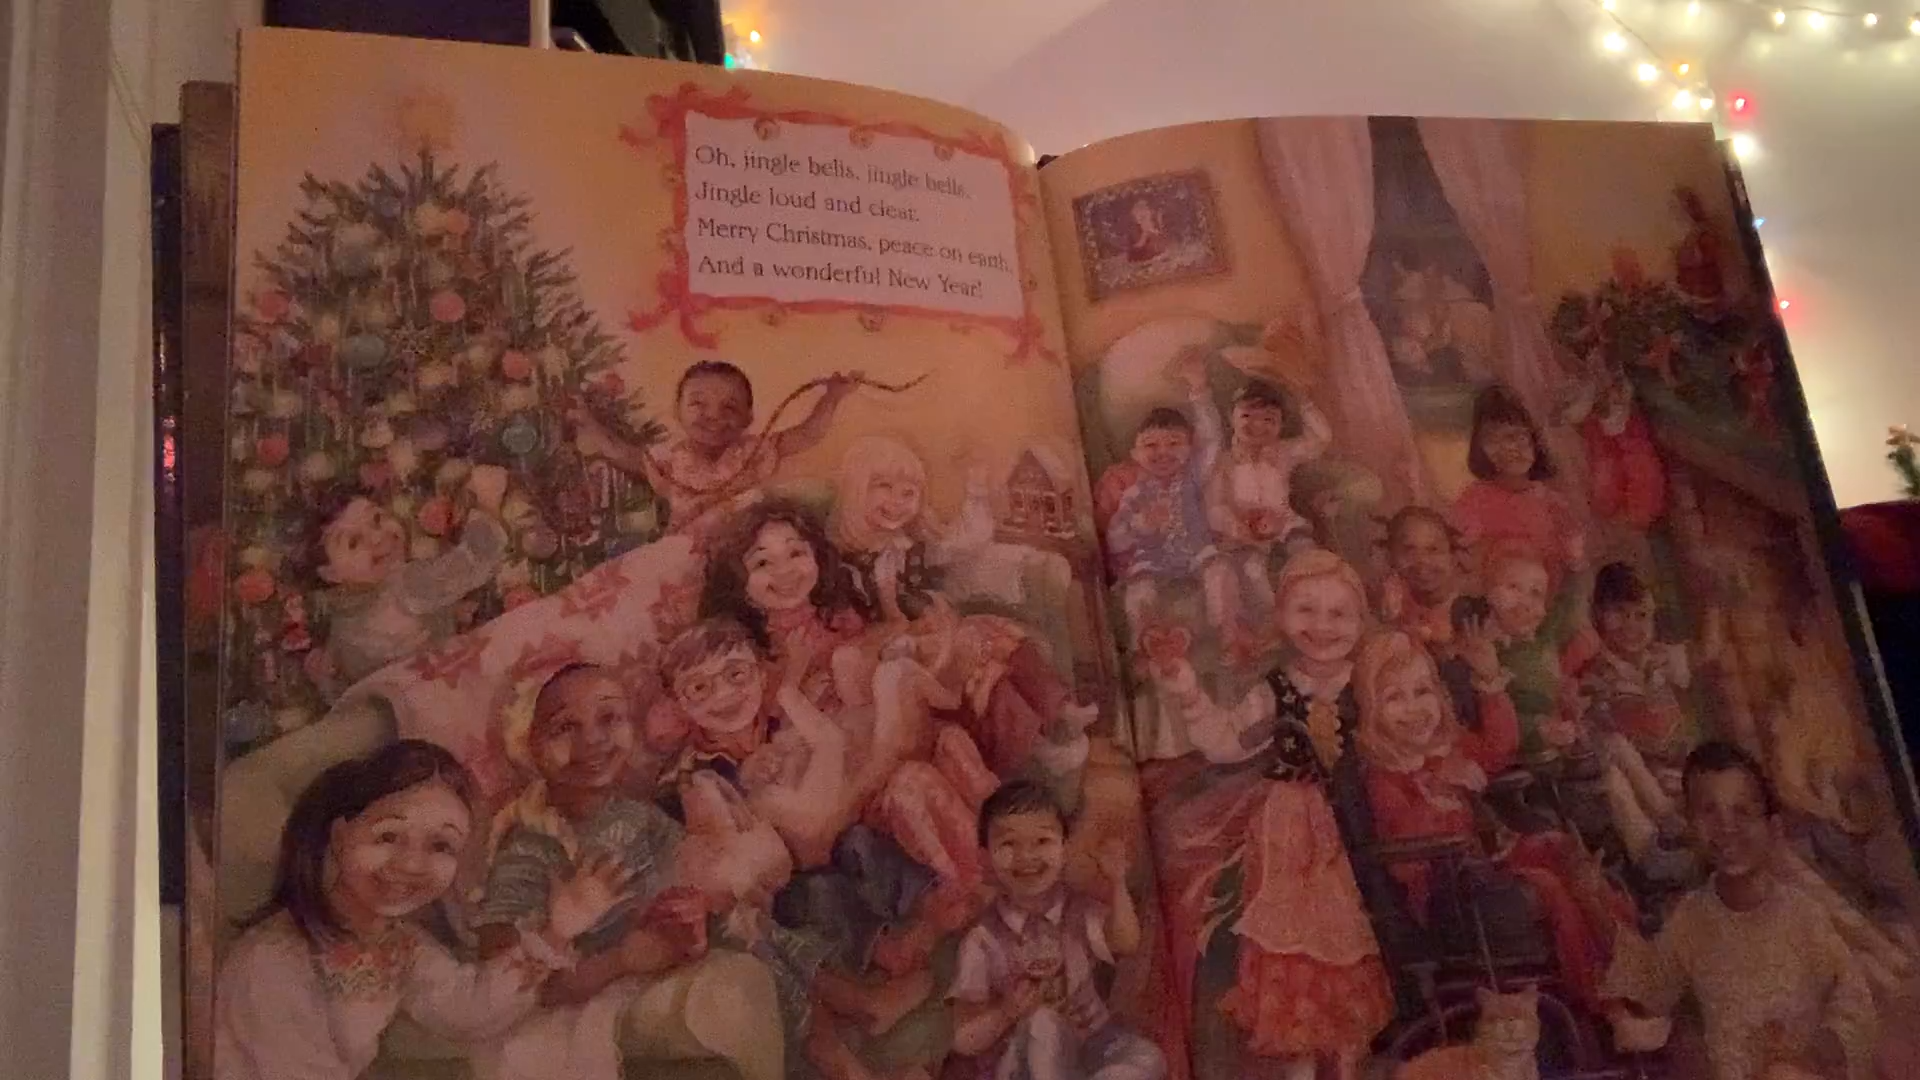 Oh, jingle bells, jingle bells,
Jingle loud and clear.
Merry Christmas, peace on earth,
And a wonderful New Year!